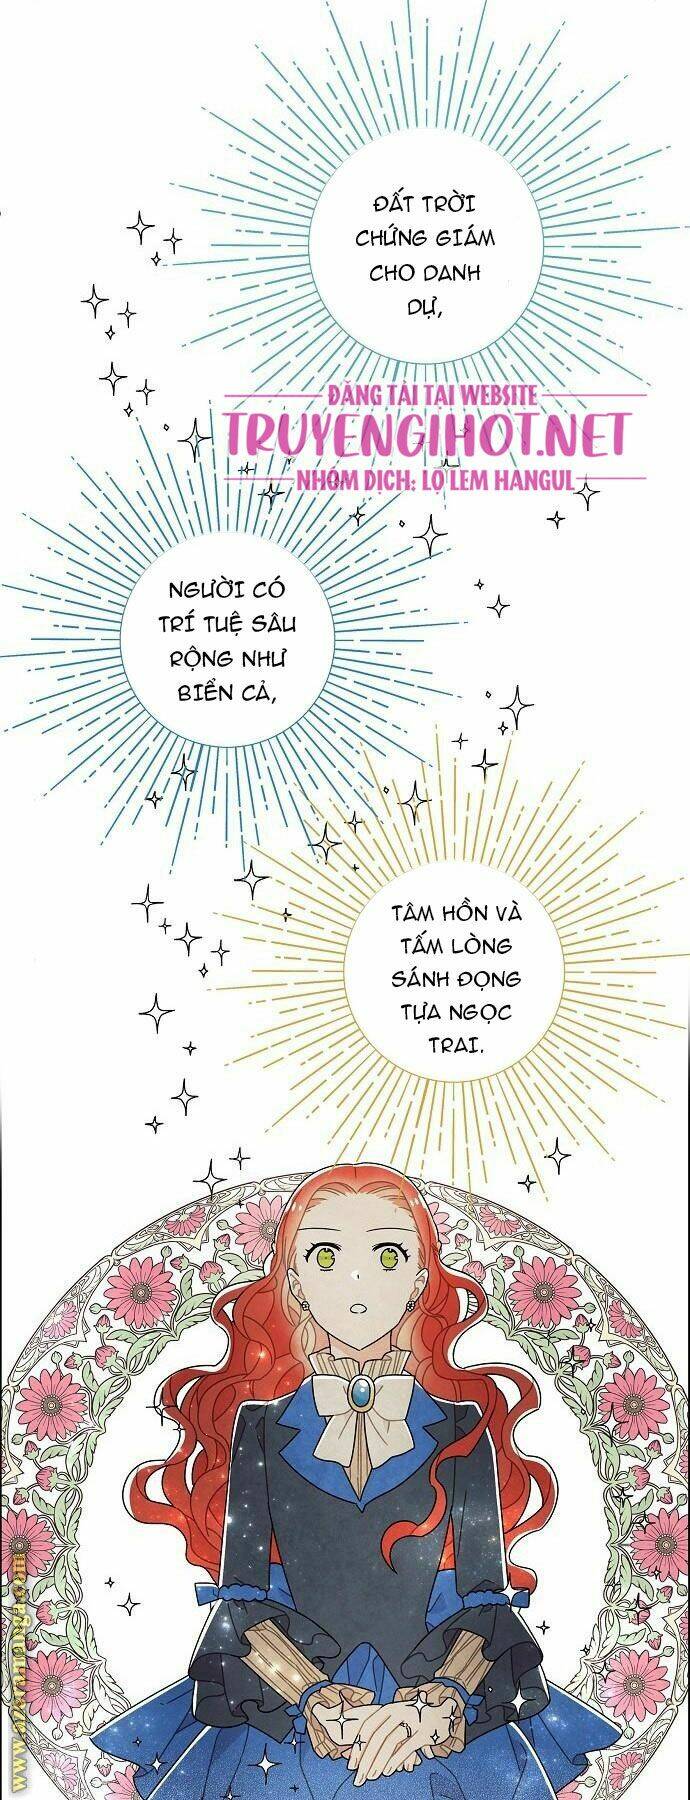 ĐẤT TRỜI
CHỨNG GIÁM
CHO DANH
DỰ,
ĐĂNG TẢI TẠI WEBSITE
TRUYENGIHOT.NET
NHÓM DỊCH: LỌ LEM HANGUL
NGƯỜI CÓ
TRÍ TUỆ SÂU
RỘNG NHƯ
BIỂN CẢ,
TÂM HỒN VÀ
TẤM LÒNG
SÁNH ĐỌNG
TỰA NGỌC
TRAI.